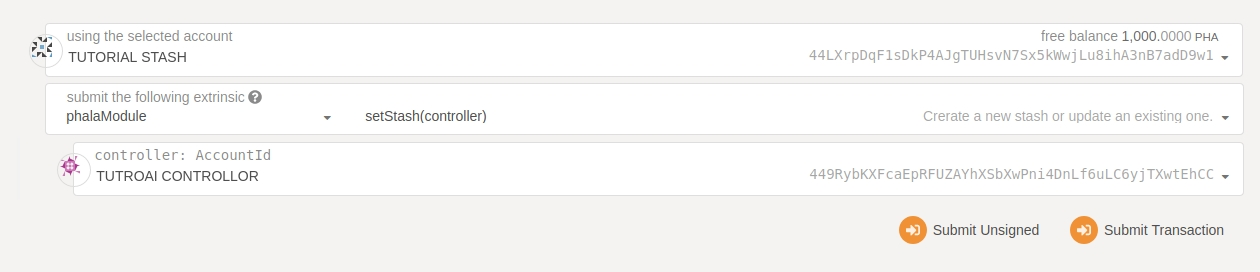 using the selected account
free balance 1,000.0000 PHA
TUTORIAL STASH
44LXrpDqF1sDkP4AJgTUHsvN7Sx5kWwjLu8ihA3nB7adD9w1
submit the following extrinsic ?
phalaModule
setStash(controller)
Crerate a new stash or update an existing one.
controller: AccountId
TUTROAI CONTROLLOR
449RybKXFcaEpRFUZAYhXSbXwPni4DnLf6uLC6yjTXwtEhCC
Submit Unsigned
Submit Transaction